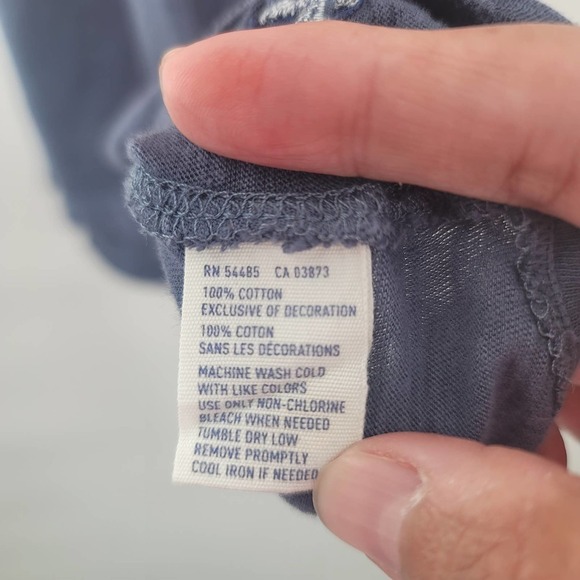 RN 54485 CA 03873
100% COTTON
EXCLUSIVE OF DECORATION
100% COTON
SANS LES DÉCORATIONS
MACHINE WASH COLD
WITH LIKE COLORS
USE ONLY NON-CHLORINE
BLEACH WHEN NEEDED
TUMBLE DRY LOW
REMOVE PROMPTLY
COOL IRON IF NEEDED